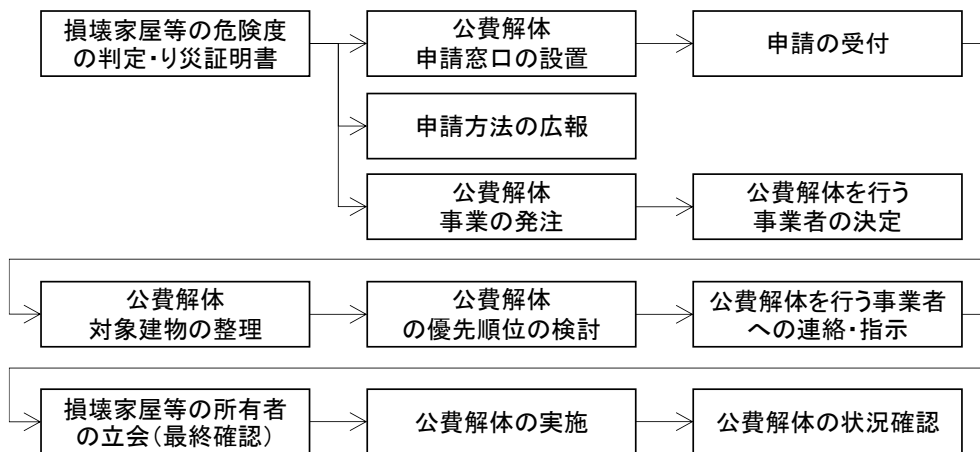 損壊家屋等の危険度
の判定・り災証明書
公費解体
申請窓口の設置
申請の受付
申請方法の広報
公費解体
事業の発注
公費解体を行う
事業者の決定
公費解体
対象建物の整理
公費解体
の優先順位の検討
公費解体を行う事業者
への連絡・指示
損壊家屋等の所有者
の立会（最終確認）
公費解体の実施
公費解体の状況確認